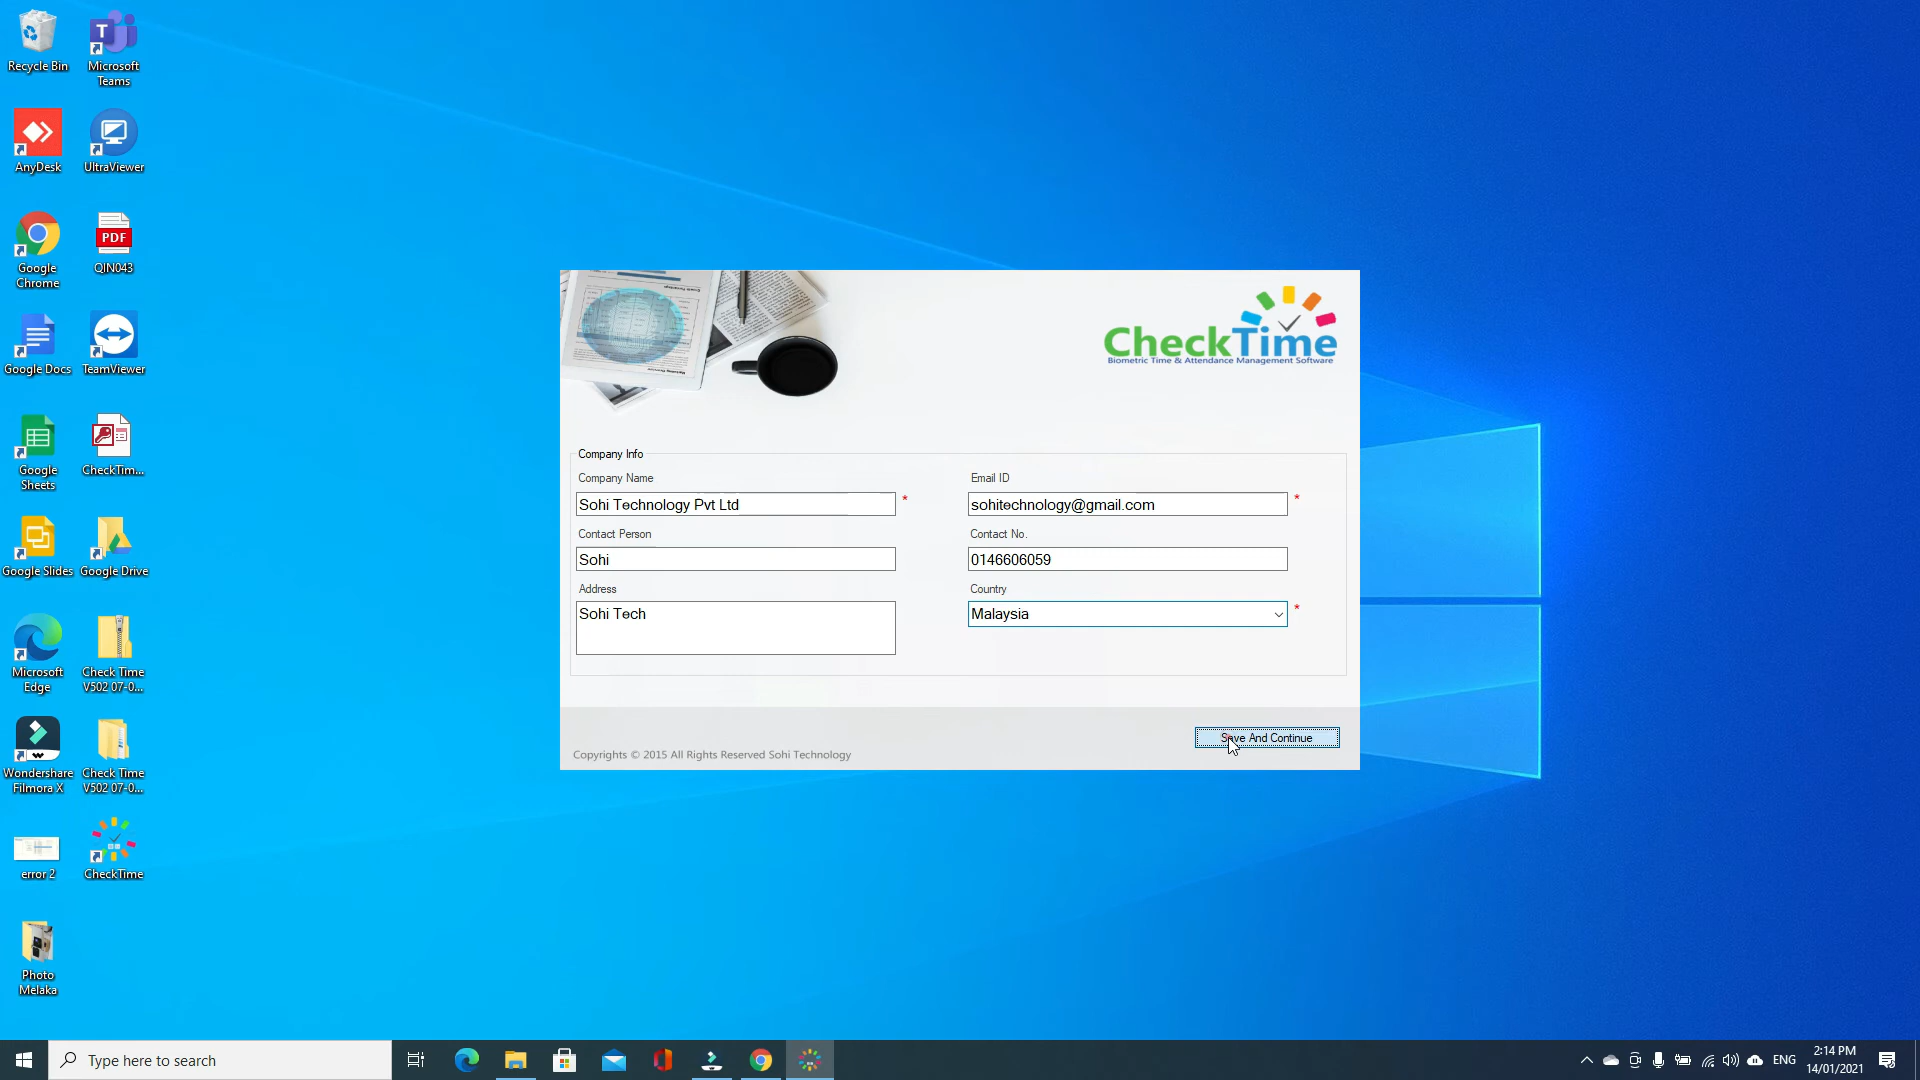 Recycle Bin
Microsoft
Teams
AnyDesk
UltraViewer
Google
Chrome
PDF
QIN043
Google Docs
TeamViewer
Google
Sheets
CheckTim...
Google Slides
Google Drive
Microsoft
Edge
Check Time
V502 07-0...
Wondershare
Filmora X
Check Time
V502 07-0...
error 2
CheckTime
Photo
Melaka
CheckTime
Biometric Time & Attendance Management Software
Company Info
Company Name
Email ID
Sohi Technology Pvt Ltd *
sohitechnology@gmail.com *
Contact Person
Contact No.
Sohi
0146606059
Address
Country
Sohi Tech
Malaysia *
Save And Continue
Copyrights © 2015 All Rights Reserved Sohi Technology
Type here to search
ENG
2:14 PM
14/01/2021